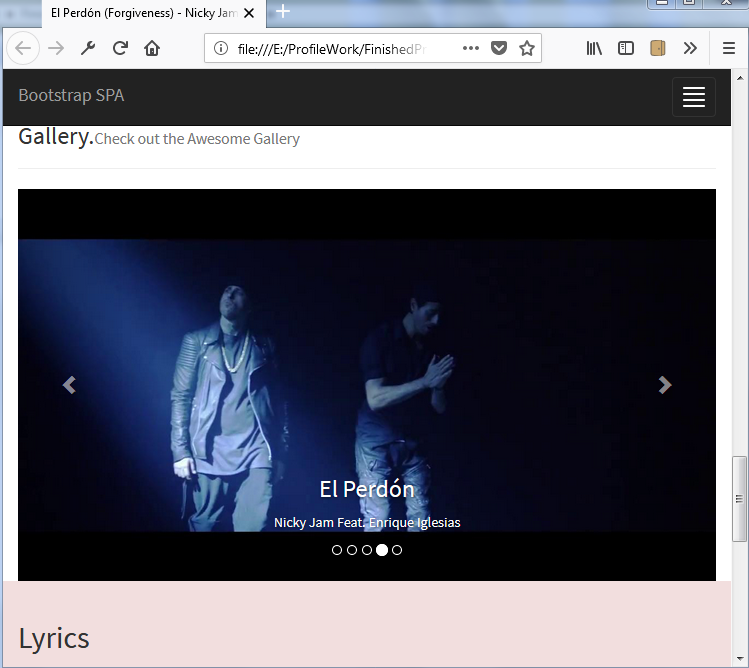 El Perdón (Forgiveness) - Nicky Jam
file:///E:/ProfileWork/FinishedPr
Bootstrap SPA
Gallery.Check out the Awesome Gallery
El Perdón
Nicky Jam Feat. Enrique Iglesias
Lyrics